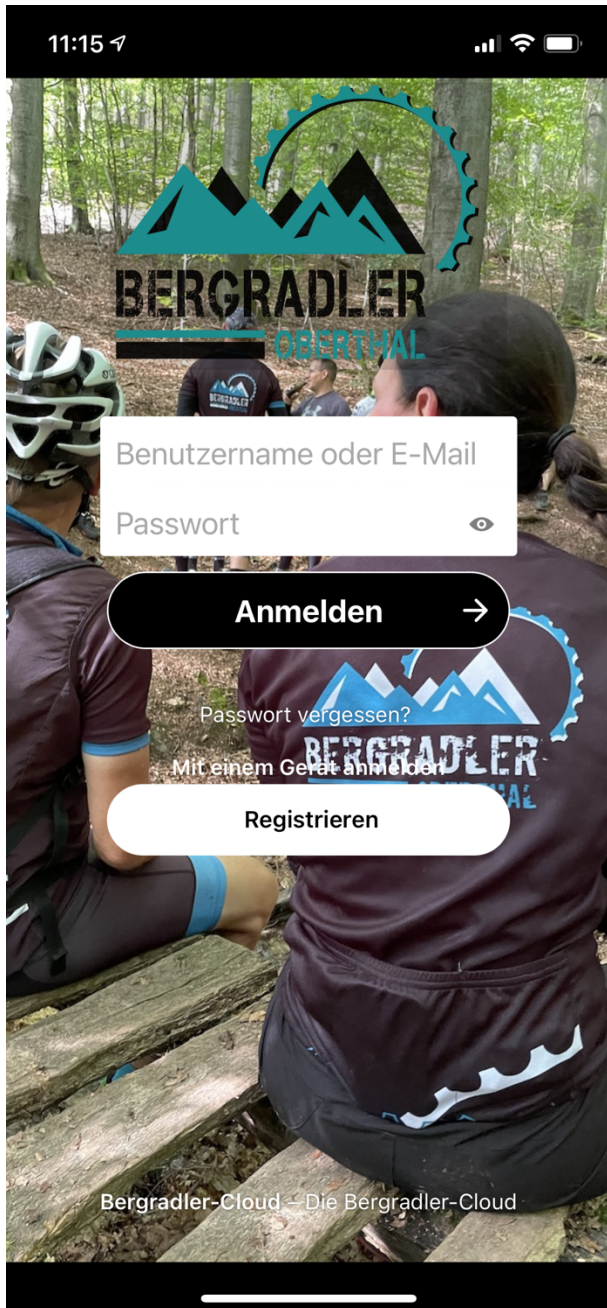 11:15
BERGRADLER
OBERTHAL
BERGRADLER
Benutzername oder E-Mail
Passwort
Anmelden
Passwort vergessen?
BERGRADLER
Mit einem Gerät anmelden
Registrieren
Bergradler-Cloud – Die Bergradler-Cloud